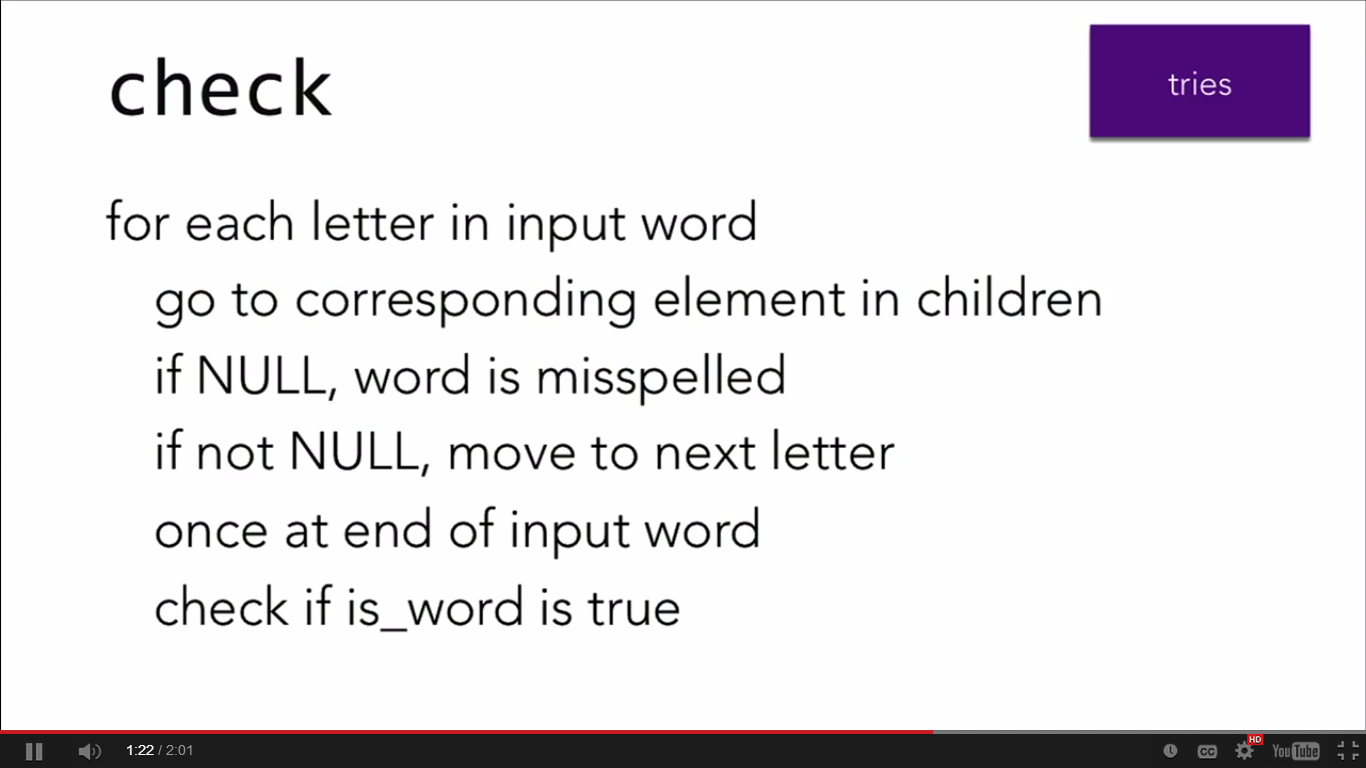 check
tries
for each letter in input word
go to corresponding element in children
if NULL, word is misspelled
if not NULL, move to next letter
once at end of input word
check if is_word is true
1:22 / 2:01
CC
HD
YouTube